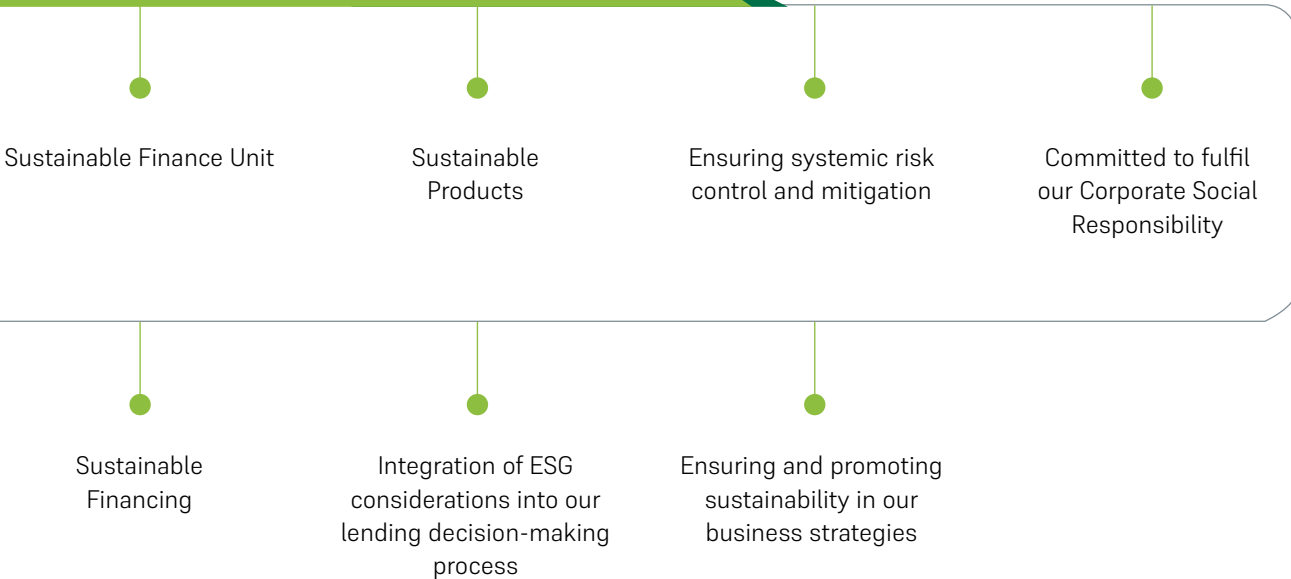 Sustainable Finance Unit
Sustainable
Products
Ensuring systemic risk
control and mitigation
Committed to fulfil
our Corporate Social
Responsibility
Sustainable
Financing
Integration of ESG
considerations into our
lending decision-making
process
Ensuring and promoting
sustainability in our
business strategies